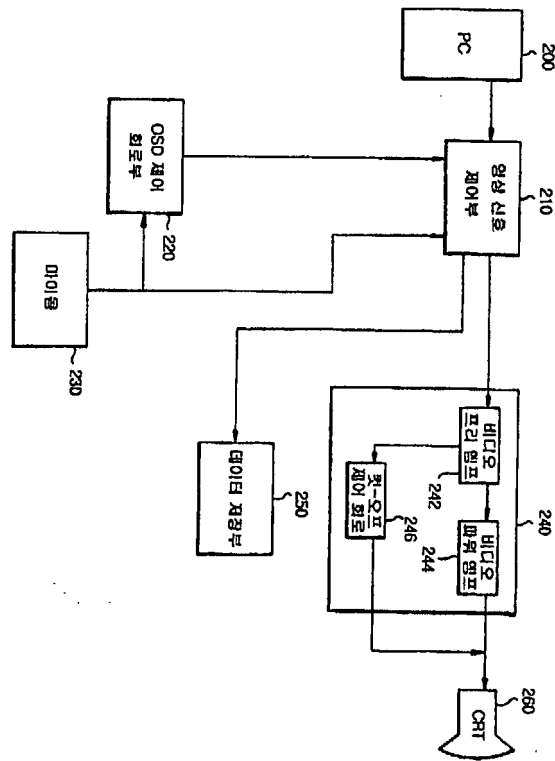 PC
200
영상 신호
제어부
210
OSD 제어
회로부
220
마이콤
230
데이터 저장부
250
비디오
프리 앰프
242
비디오
파워 앰프
244
컷-오프
제어 회로
246
240
CRT
260